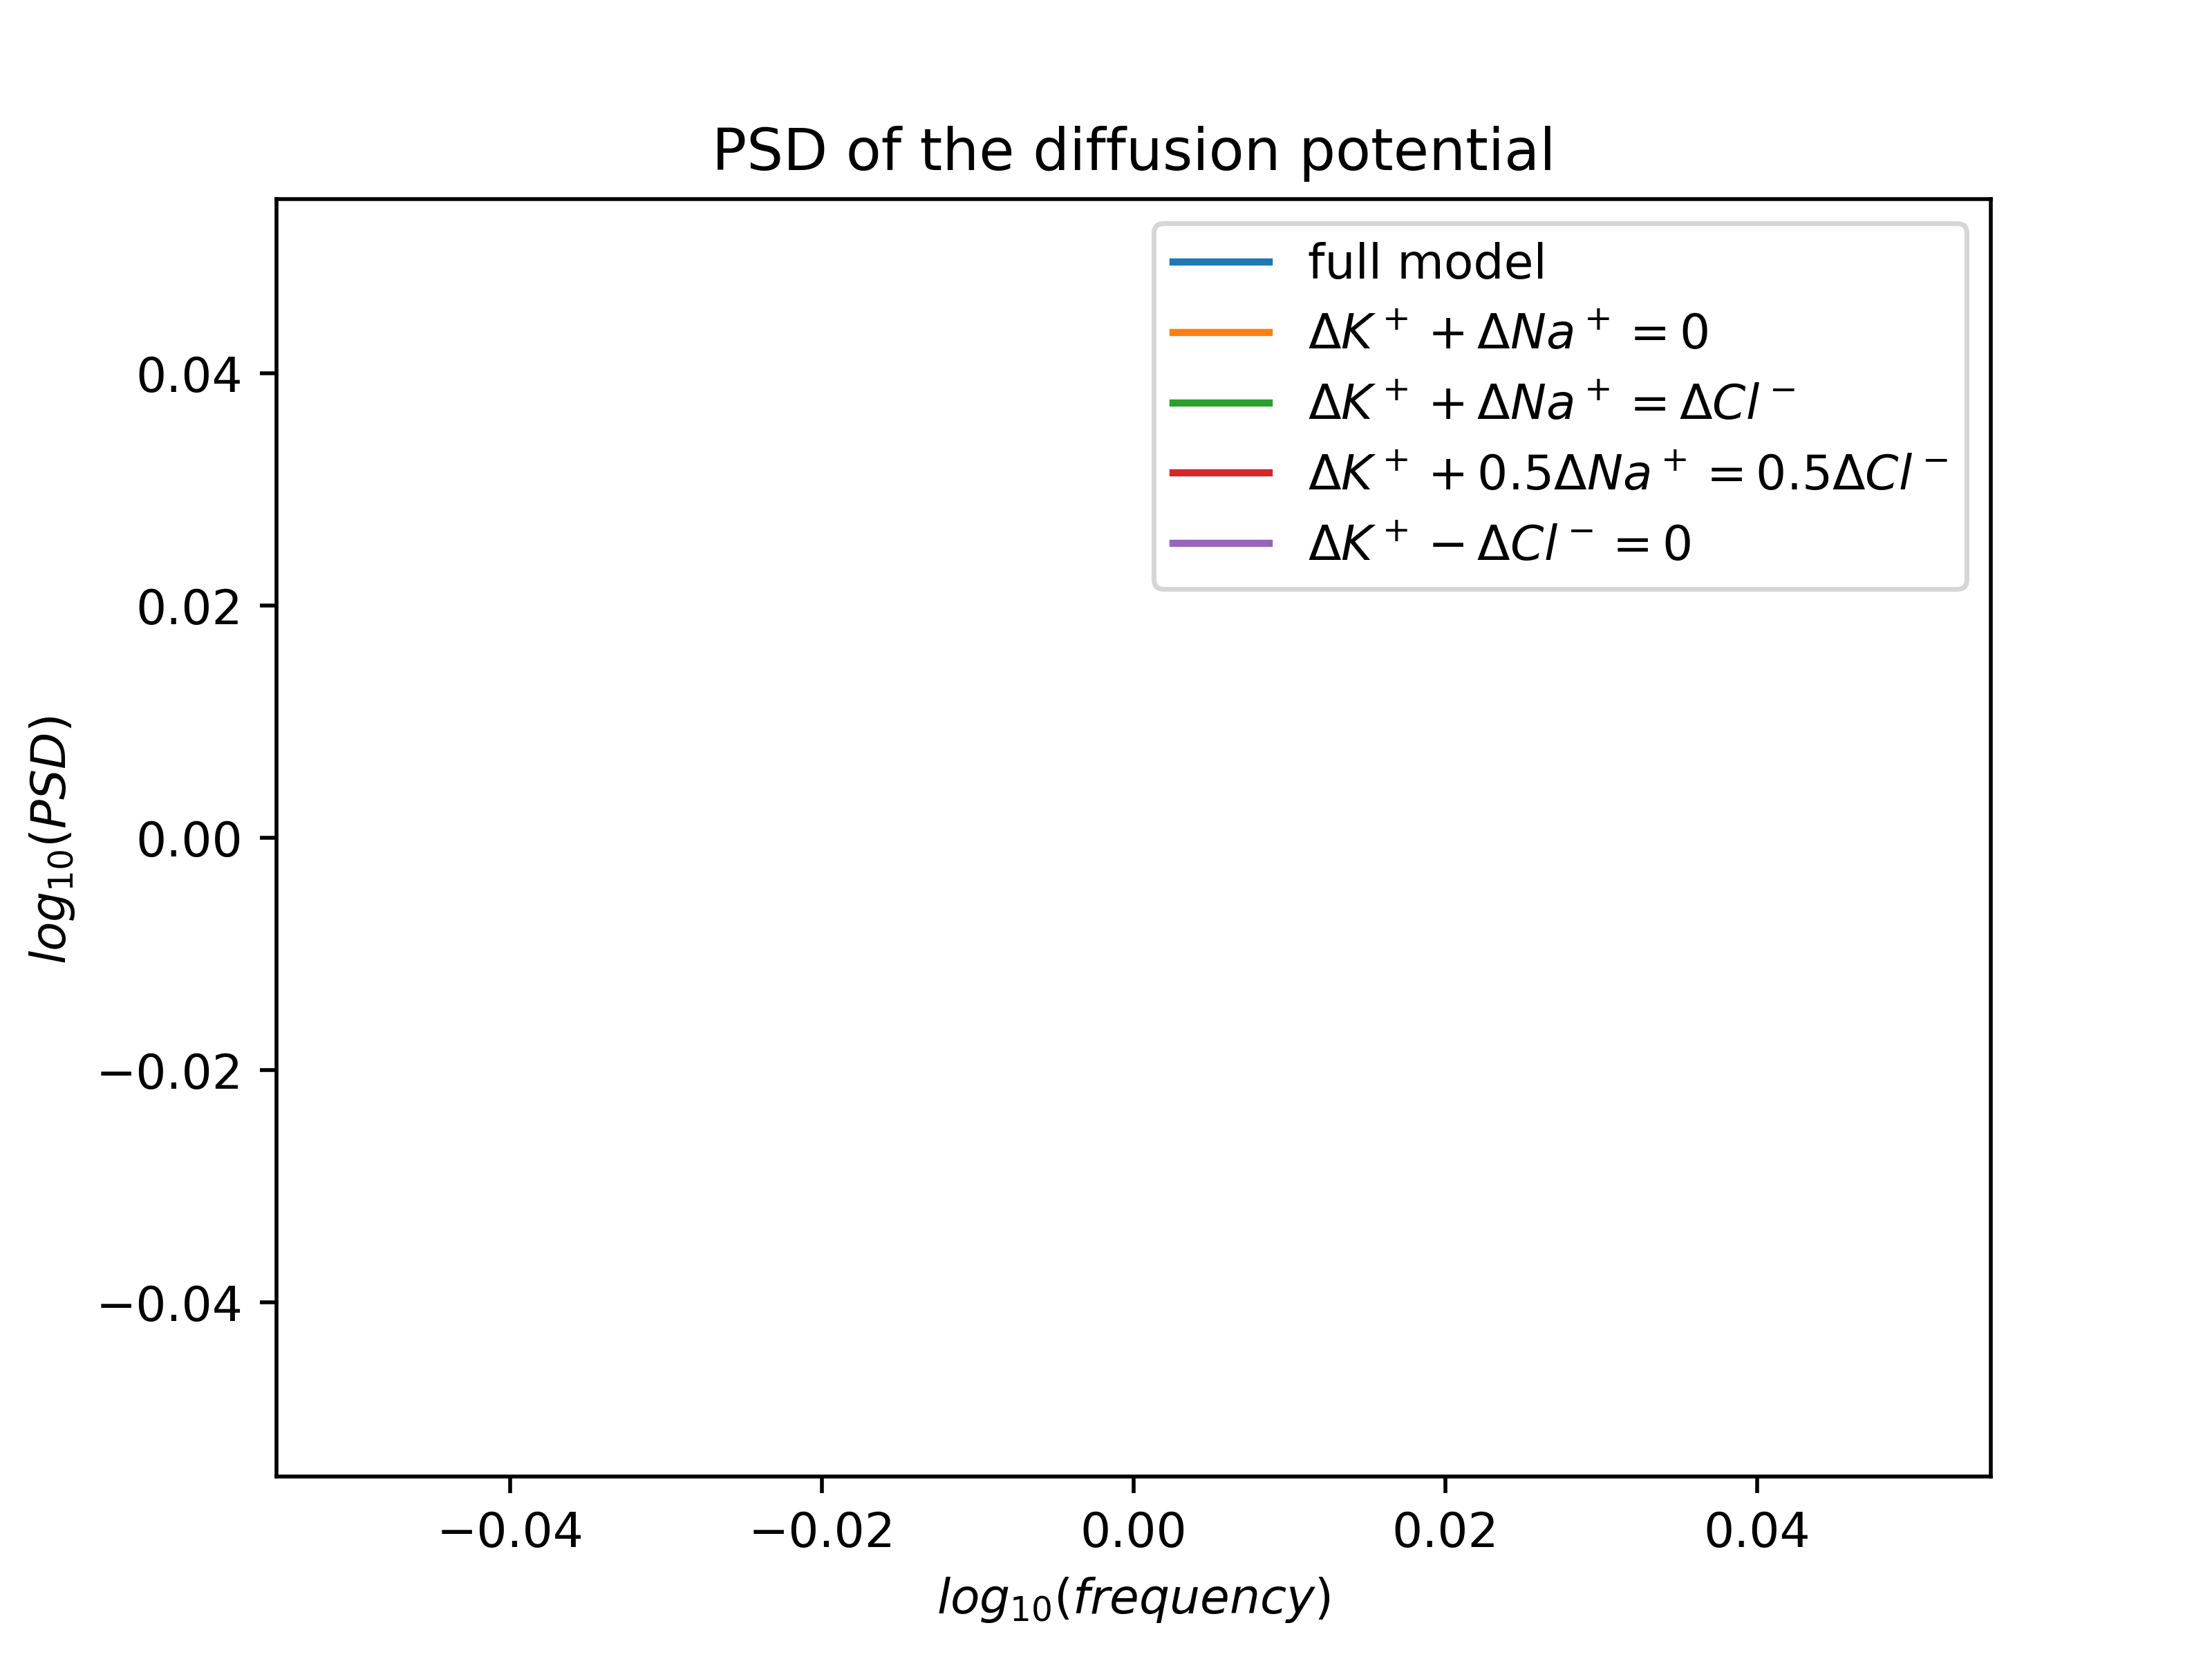 PSD of the diffusion potential
full model
ΔK⁺ + ΔNa⁺ = 0
ΔK⁺ + ΔNa⁺ = ΔCl⁻
ΔK⁺ + 0.5ΔNa⁺ = 0.5ΔCl⁻
ΔK⁺ − ΔCl⁻ = 0
log₁₀(PSD)
0.04
0.02
0.00
−0.02
−0.04
−0.04 −0.02 0.00 0.02 0.04
log₁₀(frequency)